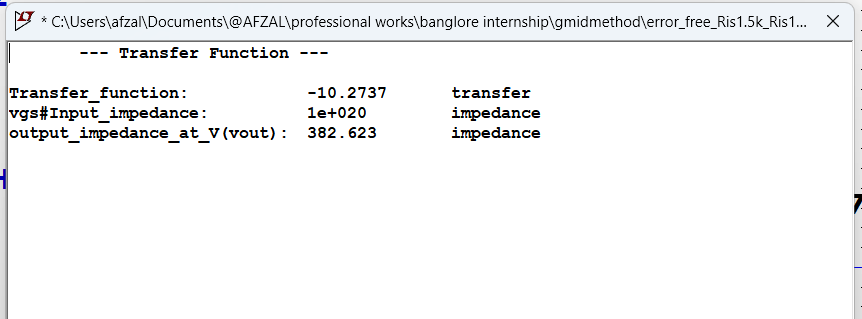 * C:\Users\afzal\Documents\@AFZAL\professional works\banglore internship\gmidmethod\error_free_Ris1.5k_Ris1...
--- Transfer Function ---
Transfer_function: -10.2737 transfer
vgs#Input_impedance: 1e+020 impedance
output_impedance_at_V(vout): 382.623 impedance